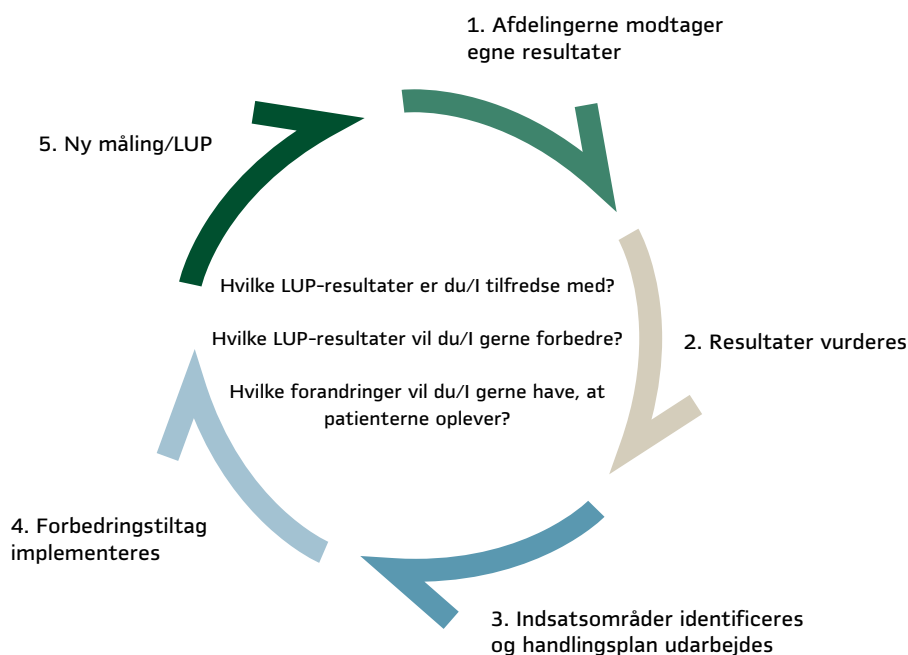 1. Afdelingerne modtager
egne resultater
5. Ny måling/LUP
Hvilke LUP-resultater er du/I tilfredse med?
Hvilke LUP-resultater vil du/I gerne forbedre?
2. Resultater vurderes
Hvilke forandringer vil du/I gerne have, at
patienterne oplever?
4. Forbedringstiltag
implementeres
3. Indsatsområder identificeres
og handlingsplan udarbejdes